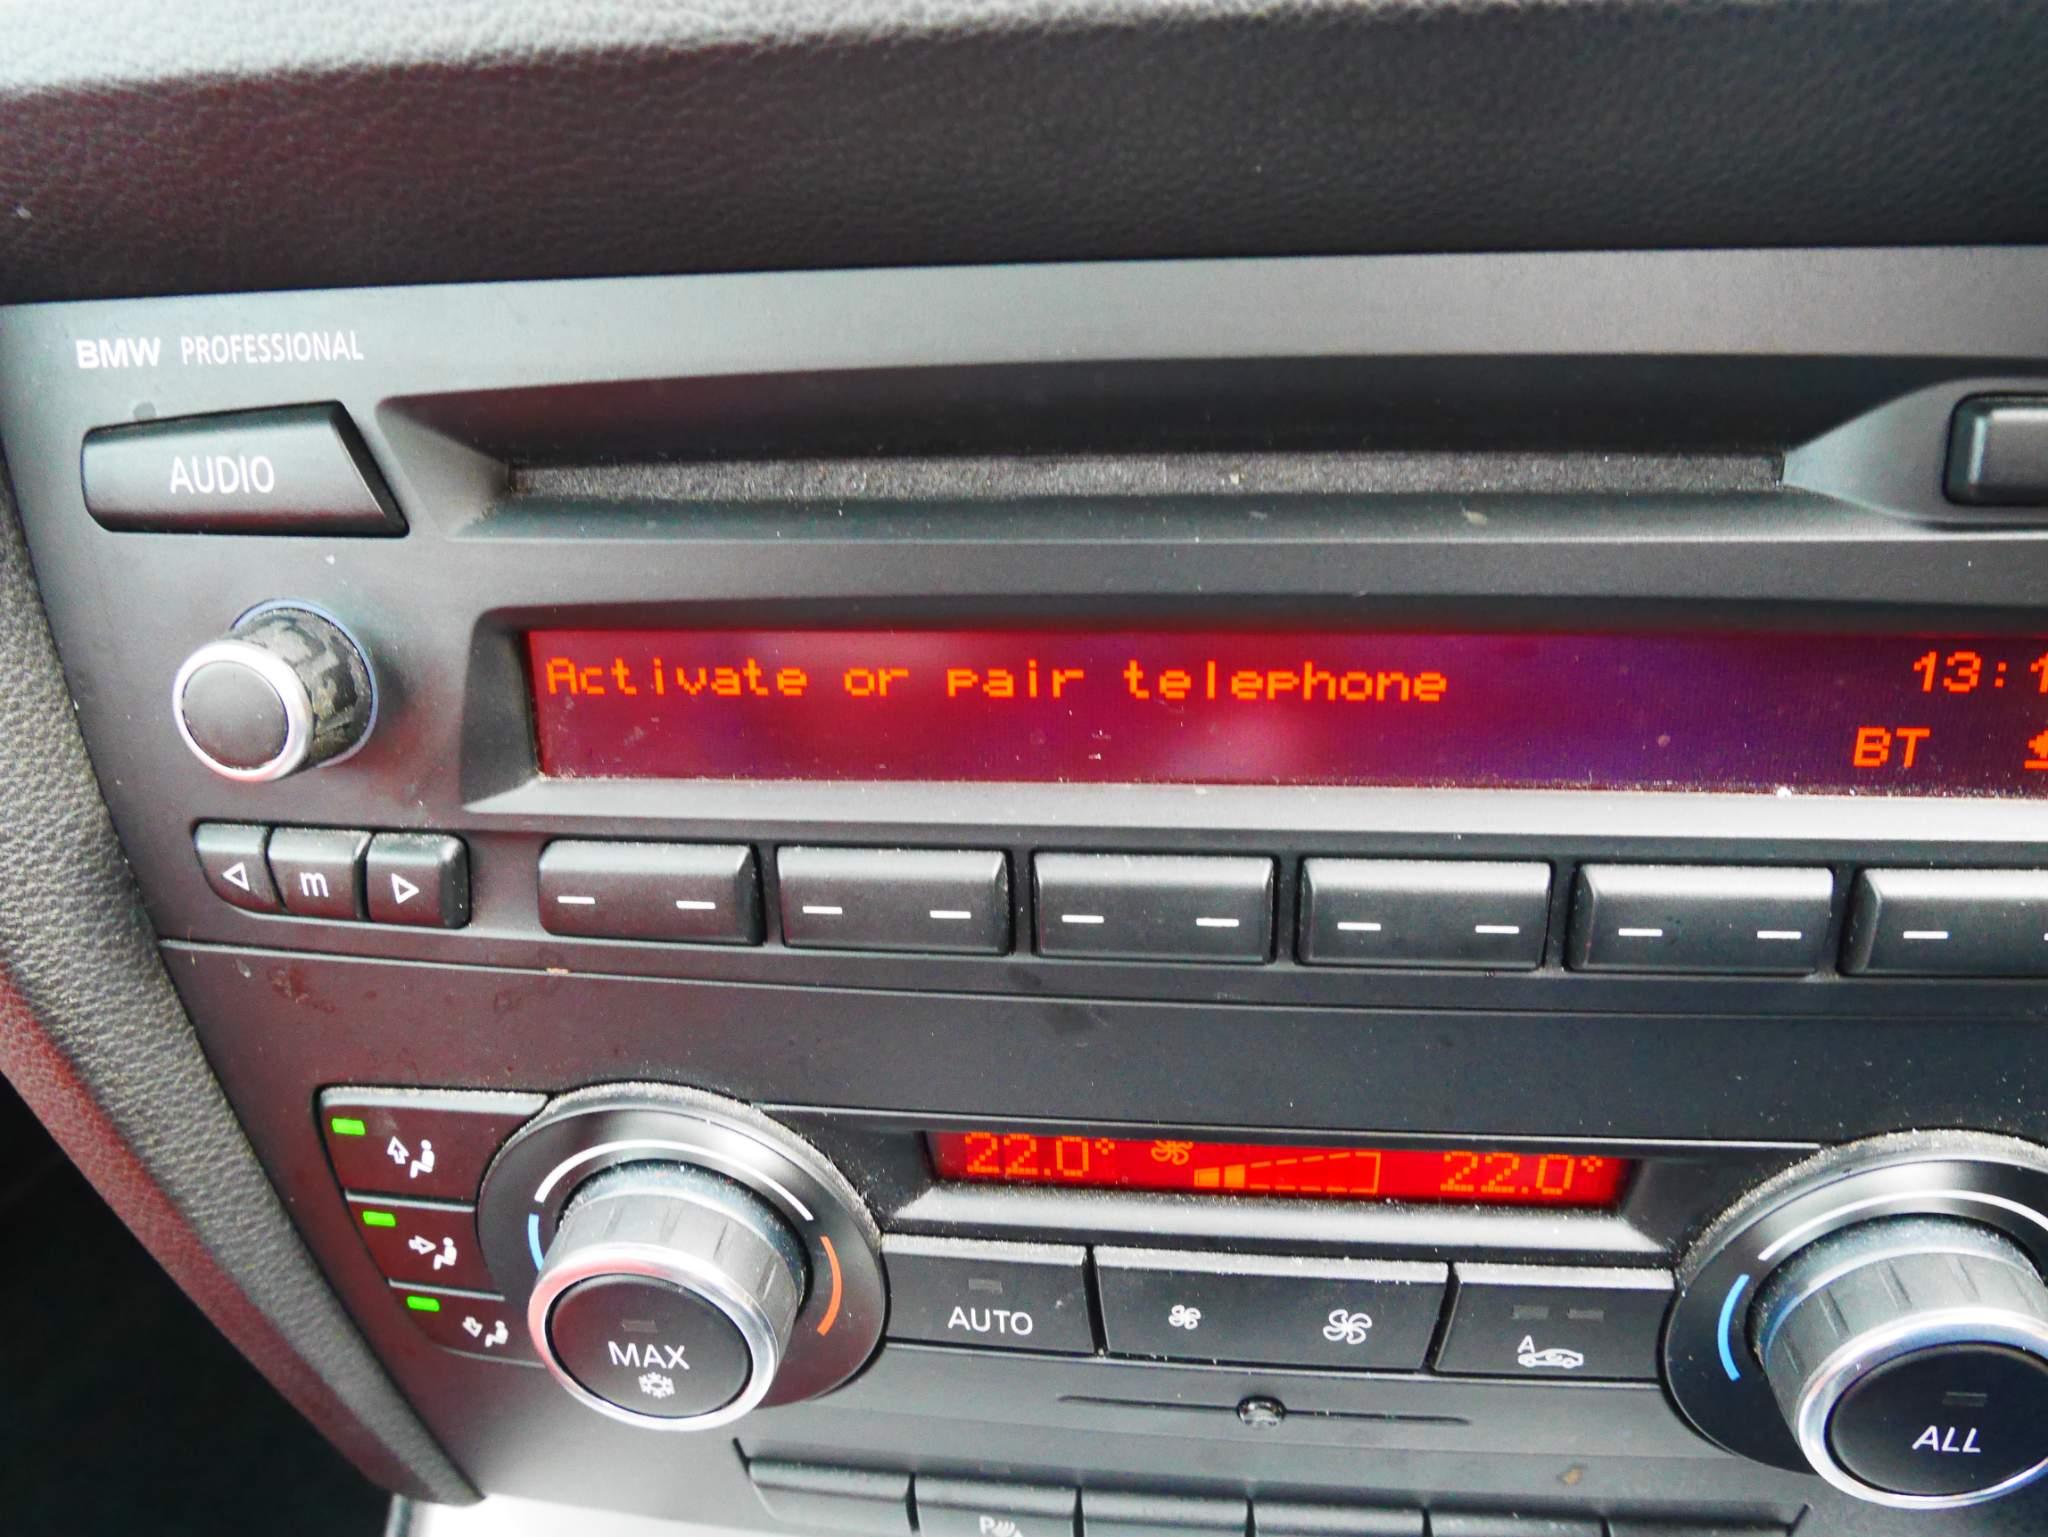 BMW PROFESSIONAL
AUDIO
Activate or pair telephone
13:1
BT
m
22.0°
22.0°
AUTO
MAX
A
ALL
P